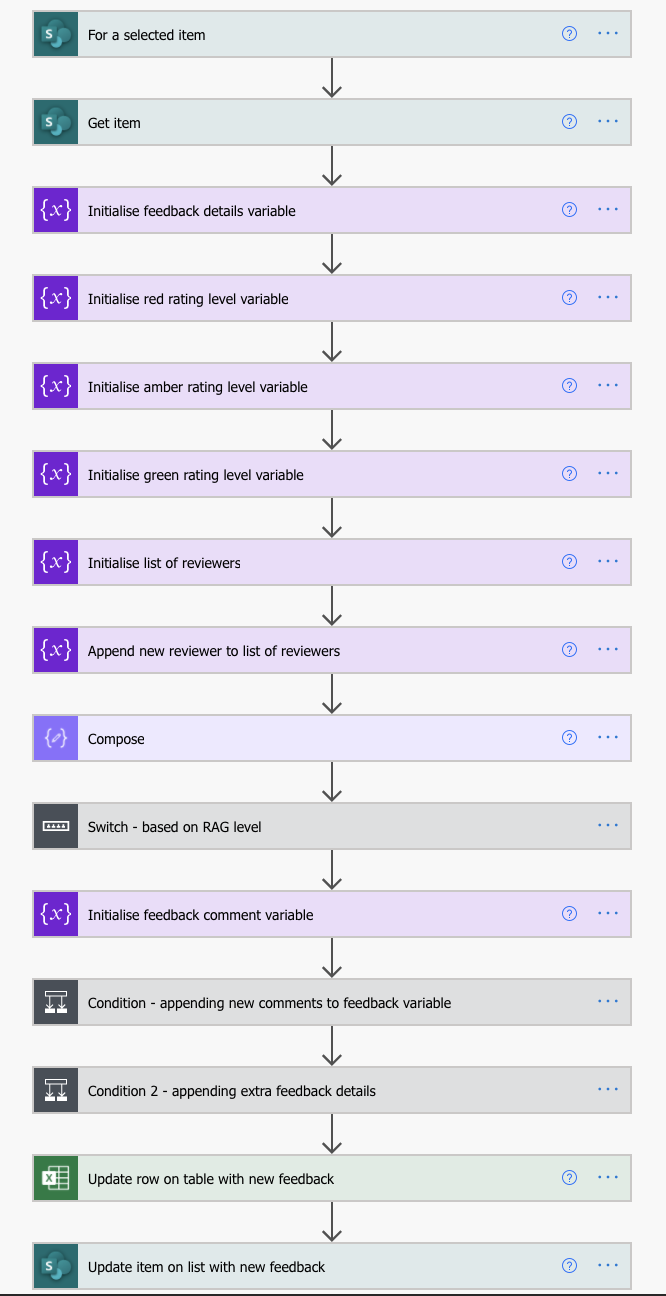 For a selected item
Get item
Initialise feedback details variable
Initialise red rating level variable
Initialise amber rating level variable
Initialise green rating level variable
Initialise list of reviewers
Append new reviewer to list of reviewers
Compose
Switch - based on RAG level
Initialise feedback comment variable
Condition - appending new comments to feedback variable
Condition 2 - appending extra feedback details
Update row on table with new feedback
Update item on list with new feedback